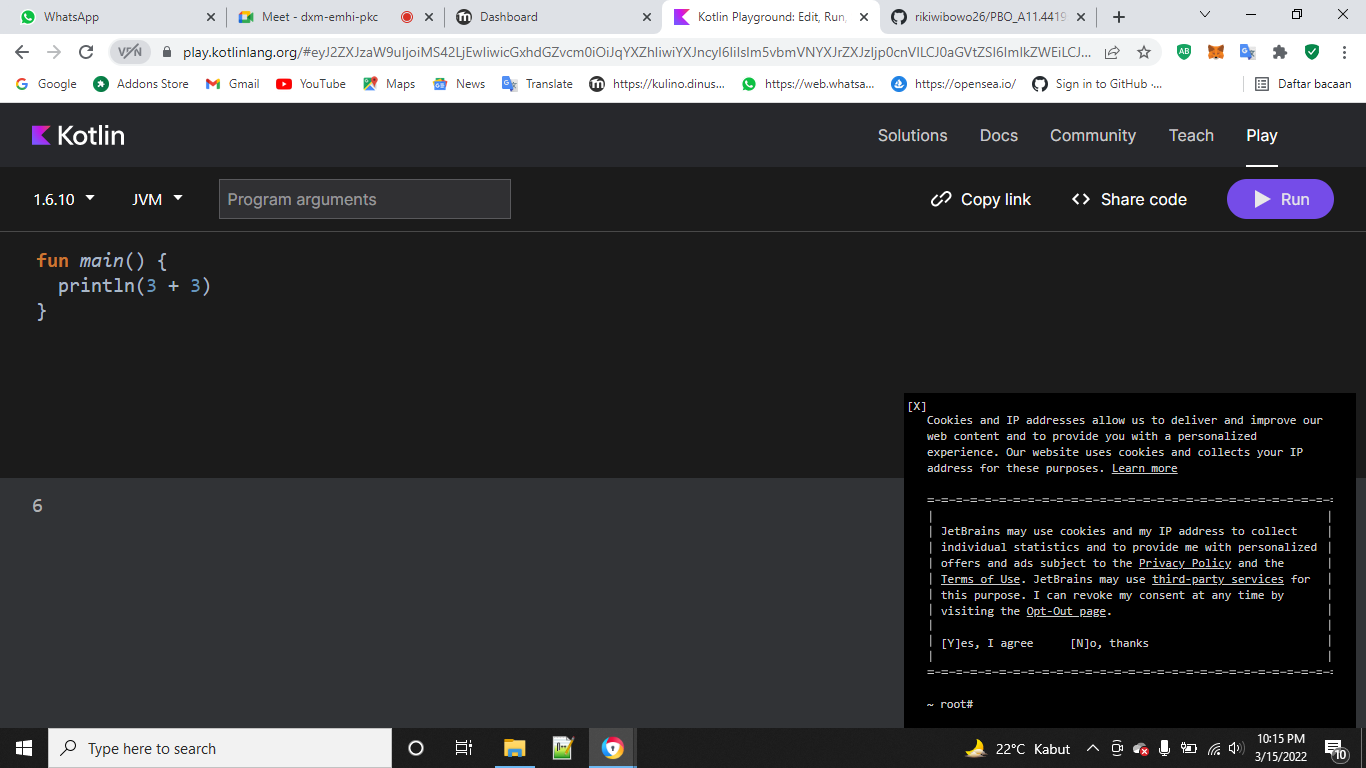 WhatsApp
Meet - dxm-emhi-pkc
Dashboard
Kotlin Playground: Edit, Run,
rikiwibowo26/PBO_A11.4419
VPN
play.kotlinlang.org/#eyJ2ZXJzaW9uIjoiMS42LjEwIiwicGxhdGZvcm0iOiJqYXZhIiwiYXJncyI6IiIsIm5vbmVNYXJrZXJzIjp0cnVlLCJ0aGVtZSI6ImlkZWEiLCJ...
Google
Addons Store
Gmail
YouTube
Maps
News
Translate
https://kulino.dinus...
https://web.whatsa...
https://opensea.io/
Sign in to GitHub ·...
Daftar bacaan
Kotlin
Solutions
Docs
Community
Teach
Play
1.6.10
JVM
Program arguments
Copy link
Share code
Run
fun main() {
println(3 + 3)
}
6
[X]
Cookies and IP addresses allow us to deliver and improve our
web content and to provide you with a personalized
experience. Our website uses cookies and collects your IP
address for these purposes. Learn more
JetBrains may use cookies and my IP address to collect
individual statistics and to provide me with personalized
offers and ads subject to the Privacy Policy and the
Terms of Use. JetBrains may use third-party services for
this purpose. I can revoke my consent at any time by
visiting the Opt-Out page.
[Y]es, I agree [N]o, thanks
~ root#
Type here to search
22°C Kabut
10:15 PM
3/15/2022
10